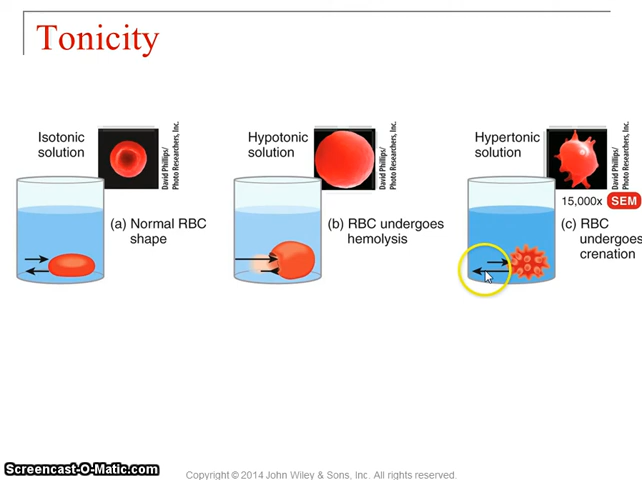 Tonicity
Isotonic
solution
David Phillips/
Photo Researchers, Inc.
(a) Normal RBC
shape
Hypotonic
solution
David Phillips/
Photo Researchers, Inc.
(b) RBC undergoes
hemolysis
Hypertonic
solution
David Phillips/
Photo Researchers, Inc.
15,000x SEM
(c) RBC
undergoes
crenation
Screencast-O-Matic.com
Copyright © 2014 John Wiley & Sons, Inc. All rights reserved.